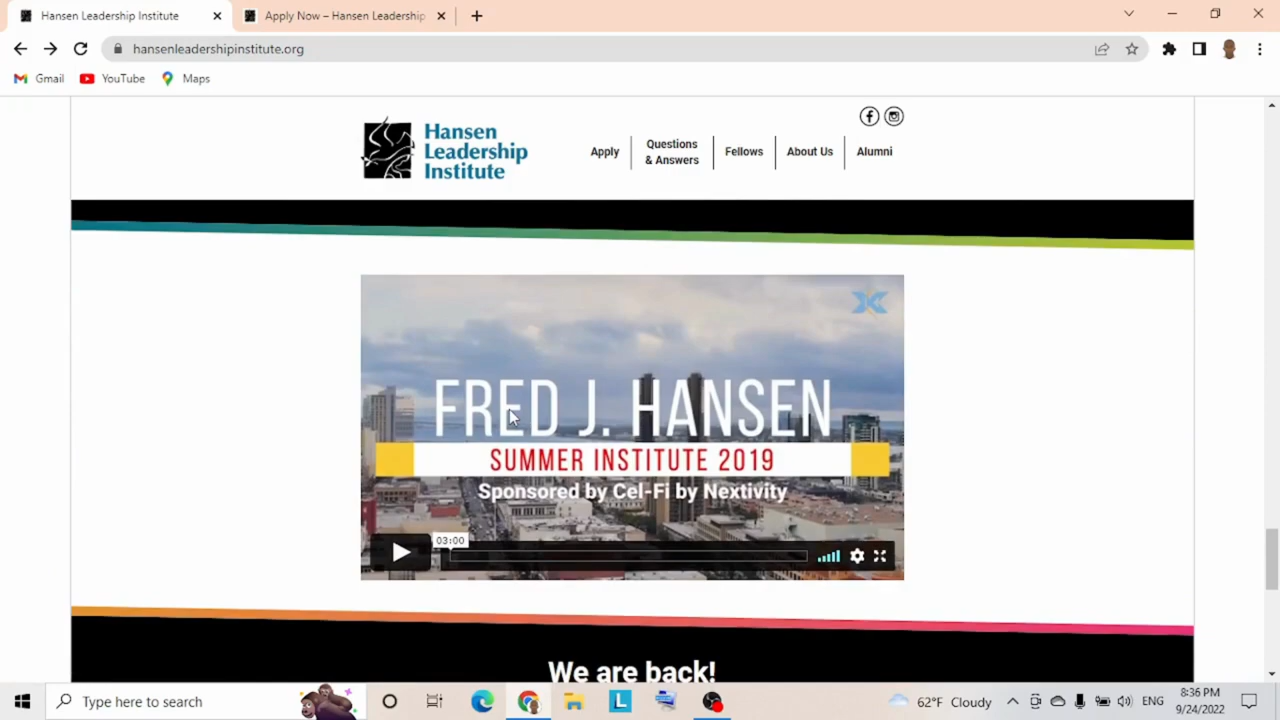 Hansen Leadership Institute
Apply Now – Hansen Leadership
hansenleadershipinstitute.org
Gmail
YouTube
Maps
Hansen
Leadership
Institute
Apply
Questions
& Answers
Fellows
About Us
Alumni
FRED J. HANSEN
SUMMER INSTITUTE 2019
Sponsored by Cel-Fi by Nextivity
03:00
We are back!
Type here to search
L
62°F Cloudy
ENG
8:36 PM
9/24/2022